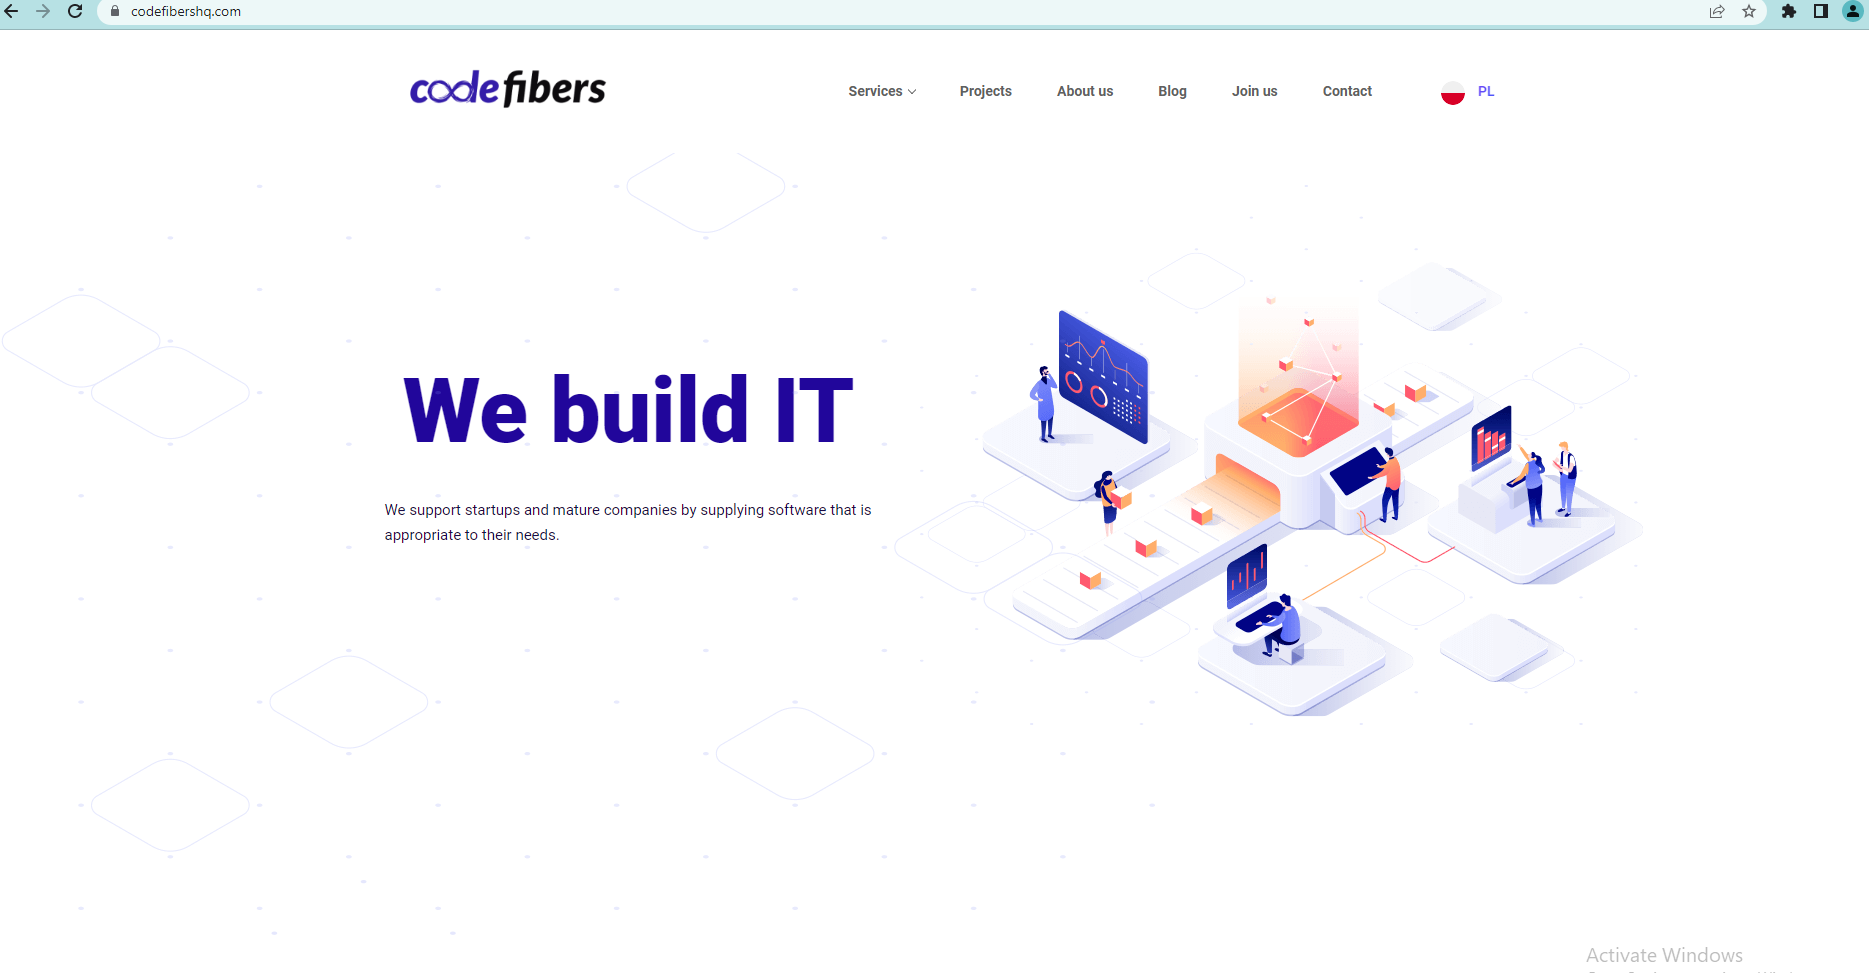 codefibershq.com
codefibers
Services Projects About us Blog Join us Contact PL
We build IT
We support startups and mature companies by supplying software that is
appropriate to their needs.
Activate Windows